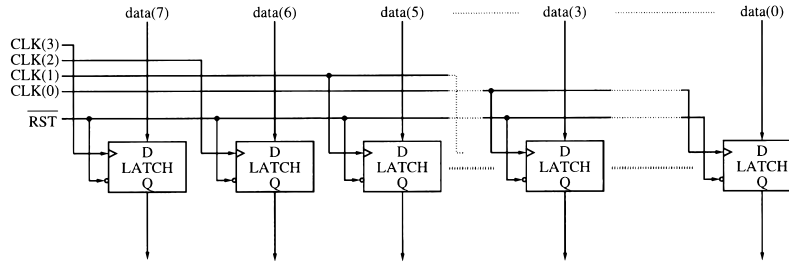 data(7) data(6) data(5) data(3) data(0)
CLK(3)
CLK(2)
CLK(1)
CLK(0)
RST
D D D D D
LATCH LATCH LATCH LATCH LATCH
Q Q Q Q Q